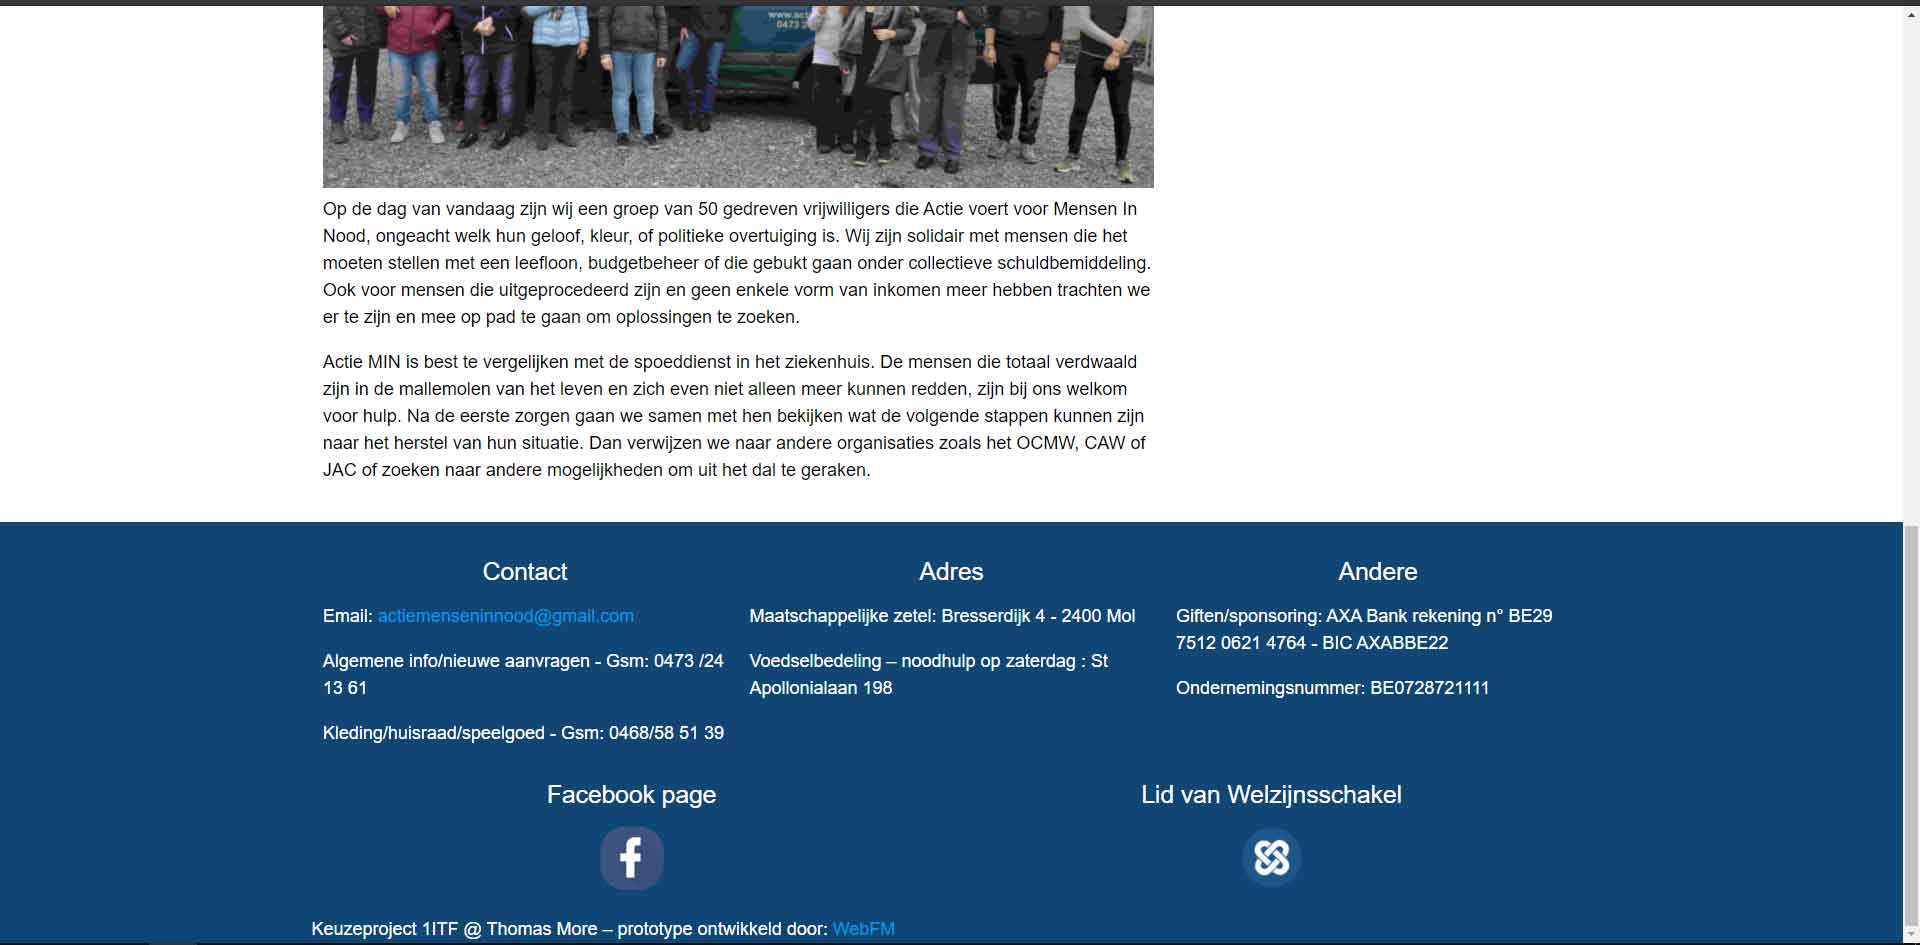 www.act
0473 2
Op de dag van vandaag zijn wij een groep van 50 gedreven vrijwilligers die Actie voert voor Mensen In
Nood, ongeacht welk hun geloof, kleur, of politieke overtuiging is. Wij zijn solidair met mensen die het
moeten stellen met een leefloon, budgetbeheer of die gebukt gaan onder collectieve schuldbemiddeling.
Ook voor mensen die uitgeprocedeerd zijn en geen enkele vorm van inkomen meer hebben trachten we
er te zijn en mee op pad te gaan om oplossingen te zoeken.
Actie MIN is best te vergelijken met de spoeddienst in het ziekenhuis. De mensen die totaal verdwaald
zijn in de mallemolen van het leven en zich even niet alleen meer kunnen redden, zijn bij ons welkom
voor hulp. Na de eerste zorgen gaan we samen met hen bekijken wat de volgende stappen kunnen zijn
naar het herstel van hun situatie. Dan verwijzen we naar andere organisaties zoals het OCMW, CAW of
JAC of zoeken naar andere mogelijkheden om uit het dal te geraken.
Contact
Email: actiemenseninnood@gmail.com
Algemene info/nieuwe aanvragen - Gsm: 0473 /24
13 61
Kleding/huisraad/speelgoed - Gsm: 0468/58 51 39
Adres
Maatschappelijke zetel: Bresserdijk 4 - 2400 Mol
Voedselbedeling – noodhulp op zaterdag : St
Apollonialaan 198
Andere
Giften/sponsoring: AXA Bank rekening n° BE29
7512 0621 4764 - BIC AXABBE22
Ondernemingsnummer: BE0728721111
Facebook page
Lid van Welzijnsschakel
Keuzeproject 1ITF @ Thomas More – prototype ontwikkeld door: WebFM